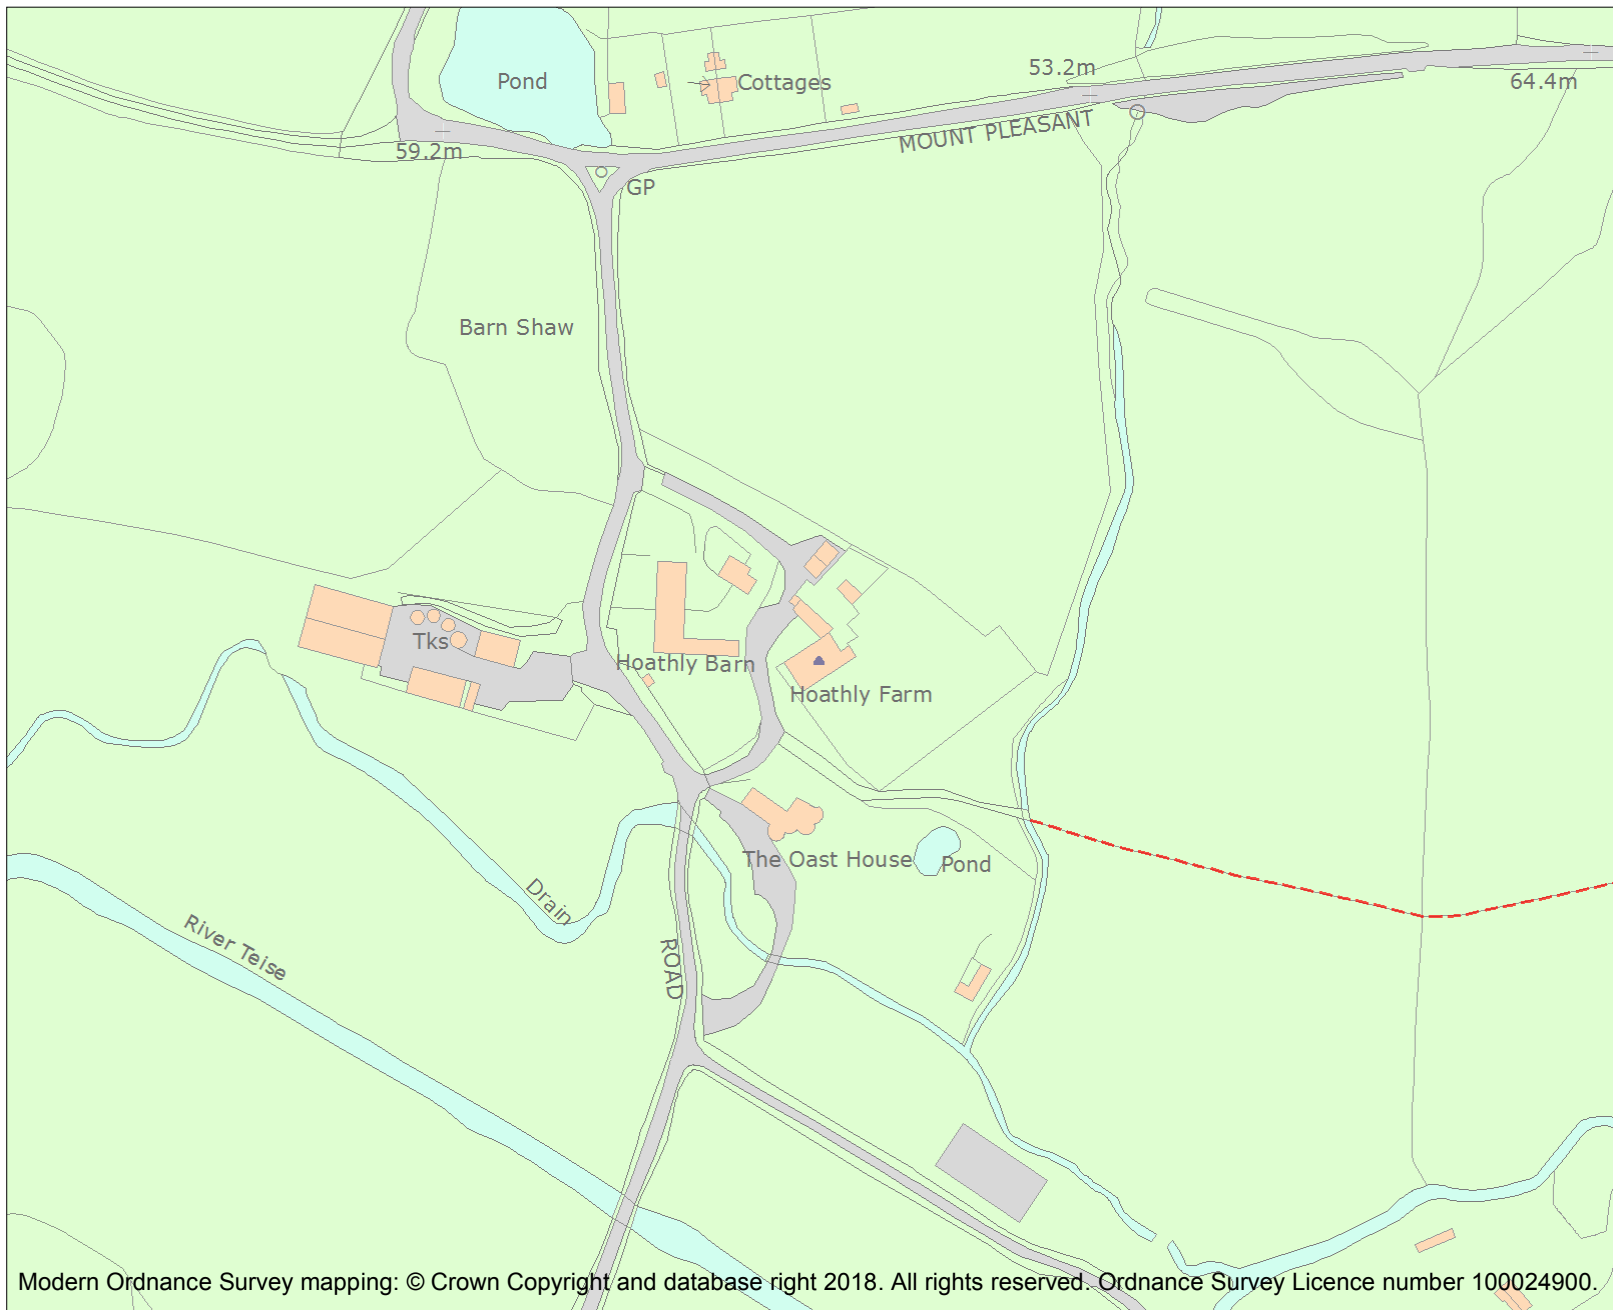 53.2m
Pond
Cottages
64.4m
MOUNT PLEASANT
59.2m
GP
Barn Shaw
Tks
Hoathly Barn
Hoathly Farm
The Oast House
Pond
Drain
River Teise
ROAD
Modern Ordnance Survey mapping: © Crown Copyright and database right 2018. All rights reserved. Ordnance Survey Licence number 100024900.